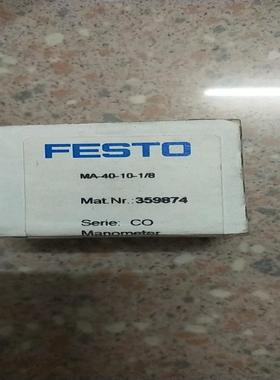 FESTO
MA-40-10-1/8
Mat.Nr.:359874
Serie: CO
Manometer